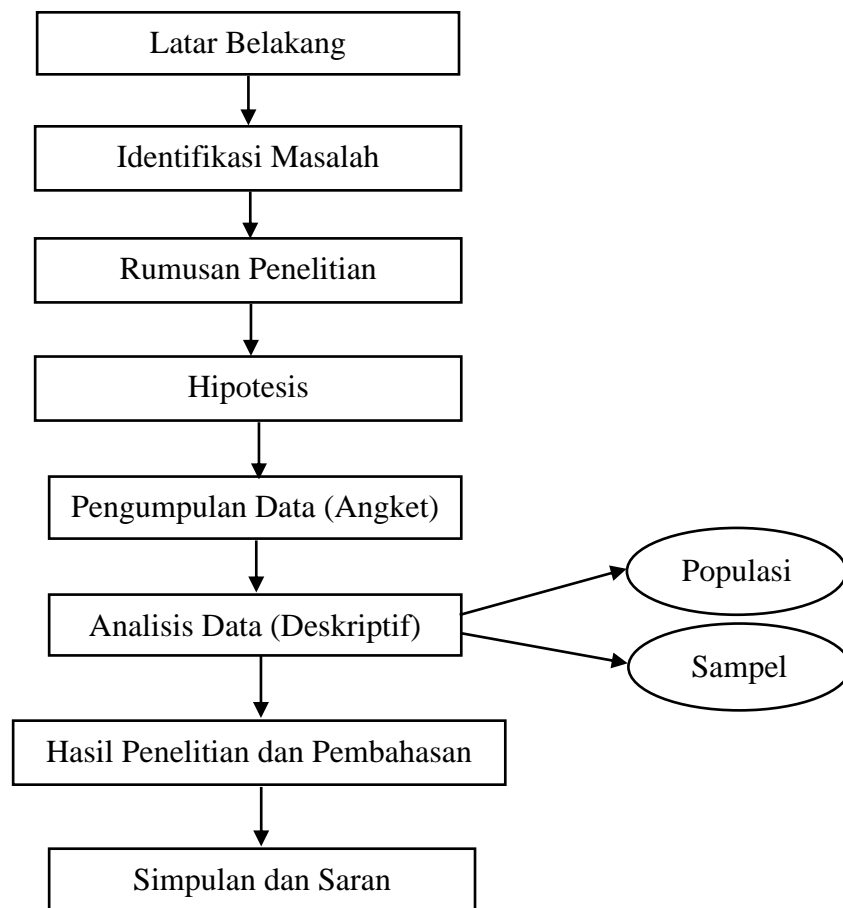 Latar Belakang
Identifikasi Masalah
Rumusan Penelitian
Hipotesis
Pengumpulan Data (Angket)
Populasi
Analisis Data (Deskriptif)
Sampel
Hasil Penelitian dan Pembahasan
Simpulan dan Saran